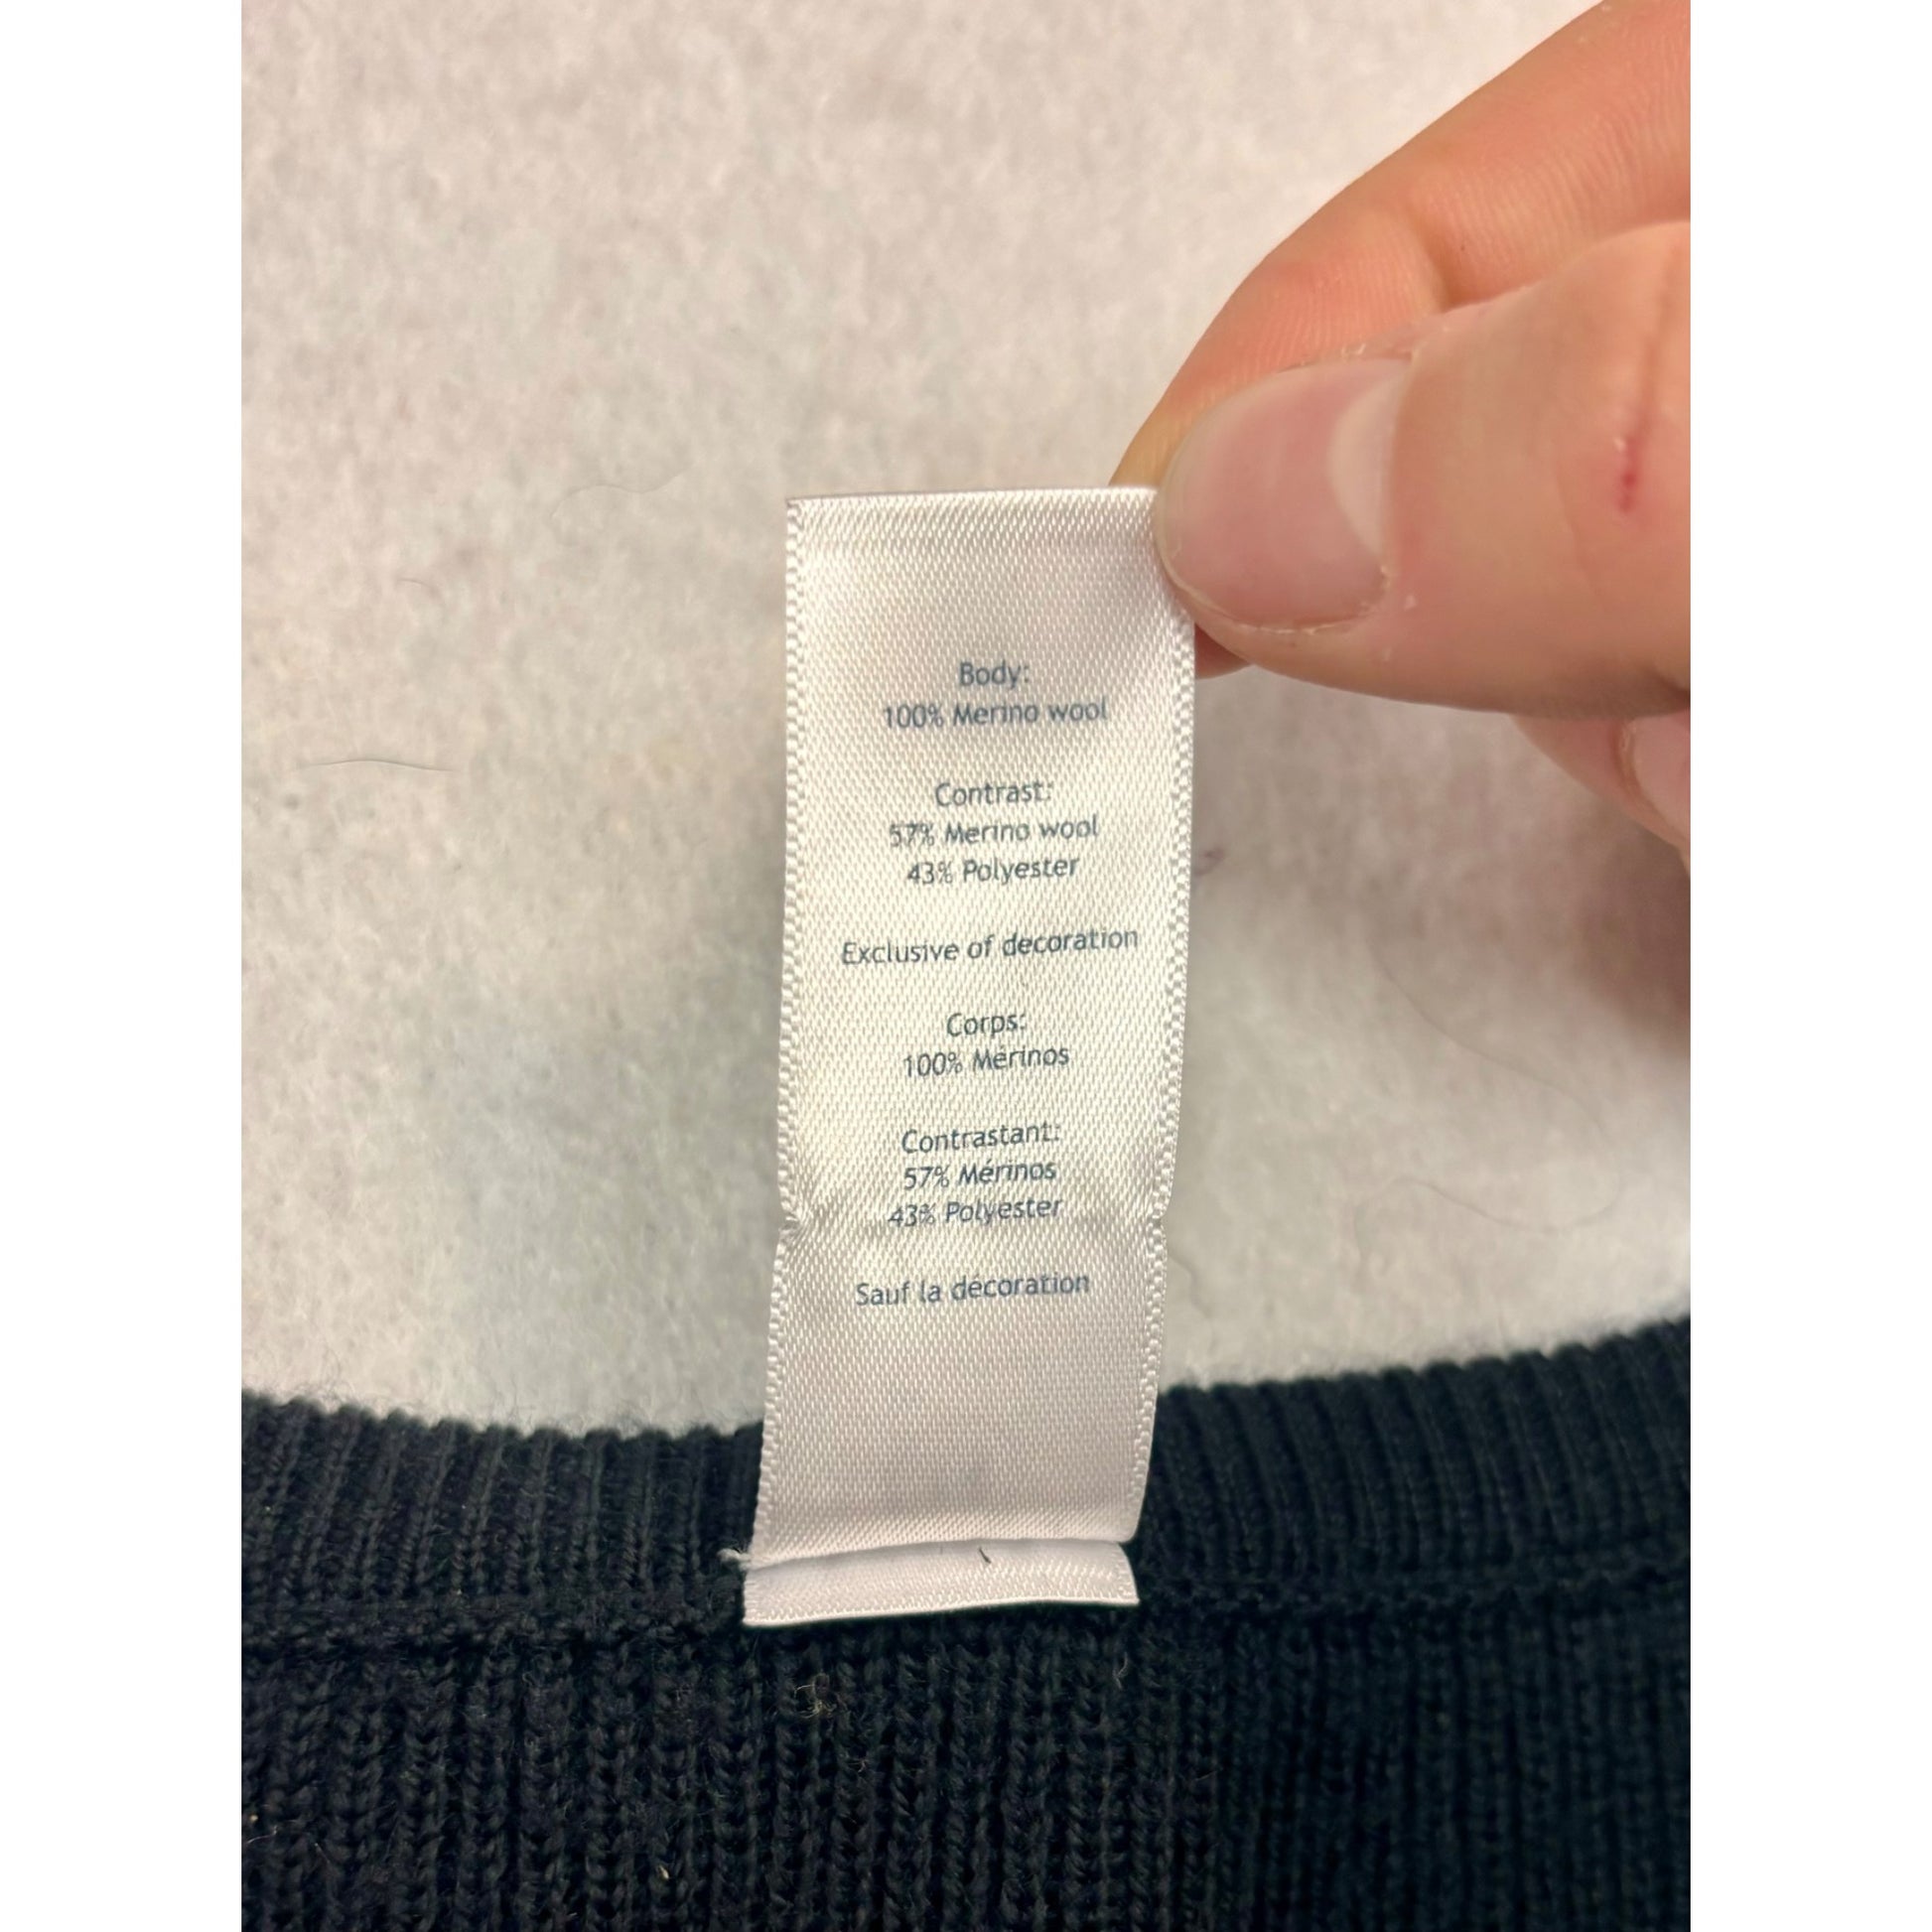 Body:
100% Merino wool
Contrast:
57% Merino wool
43% Polyester
Exclusive of decoration
Corps:
100% Mérinos
Contrastant:
57% Mérinos
43% Polyester
Sauf la décoration